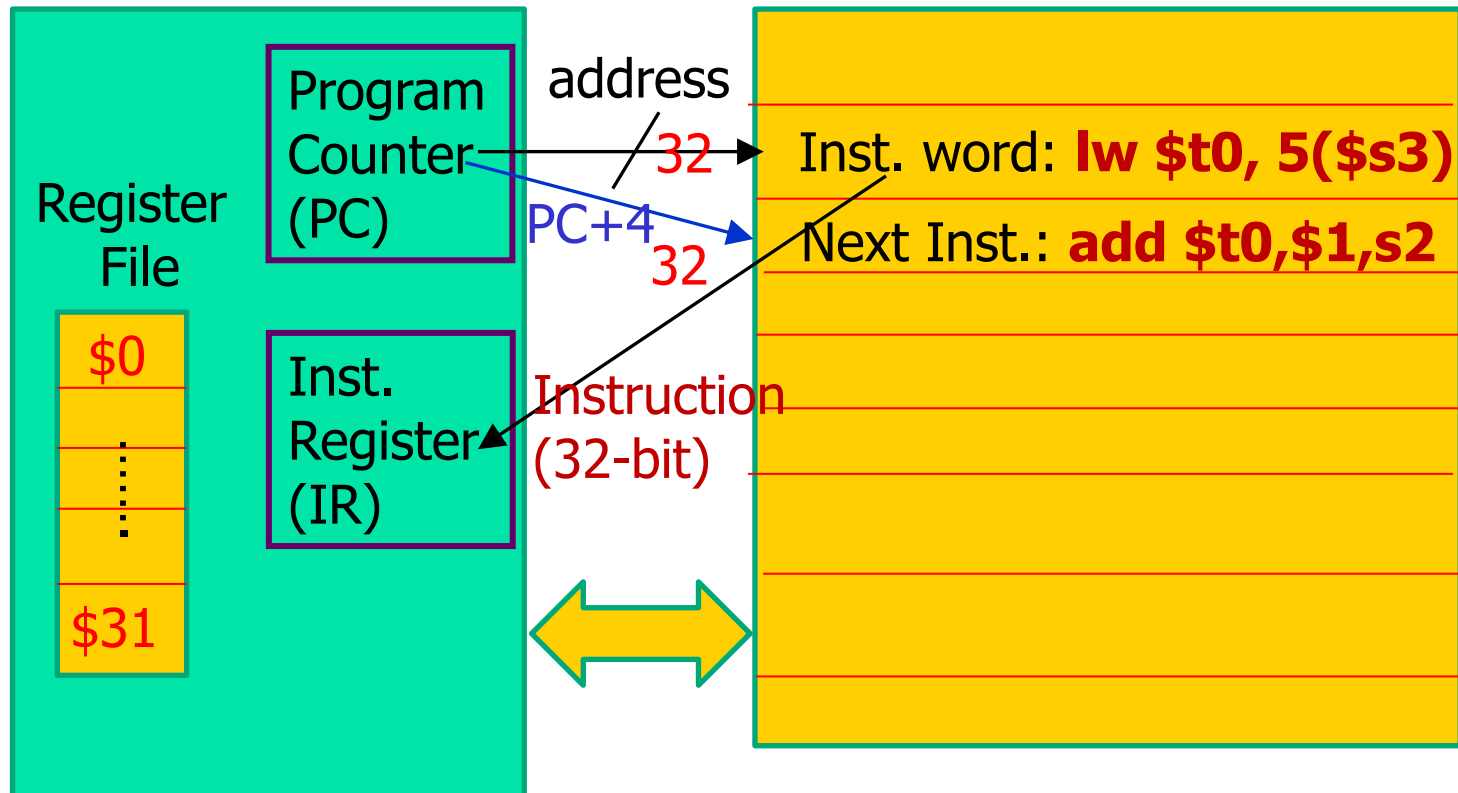 Register
File
$0
$31
Program
Counter
(PC)
Inst.
Register
(IR)
address
32
PC+4
32
Instruction
(32-bit)
Inst. word: lw $t0, 5($s3)
Next Inst.: add $t0,$1,s2